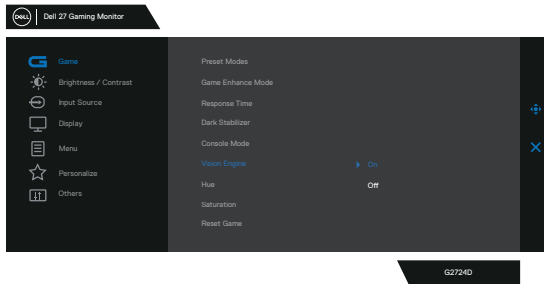 DELL
Dell 27 Gaming Monitor
Game
Brightness / Contrast
Input Source
Display
Menu
Personalize
Others
Preset Modes
Game Enhance Mode
Response Time
Dark Stabilizer
Console Mode
Vision Engine
On
Hue
Off
Saturation
Reset Game
G2724D